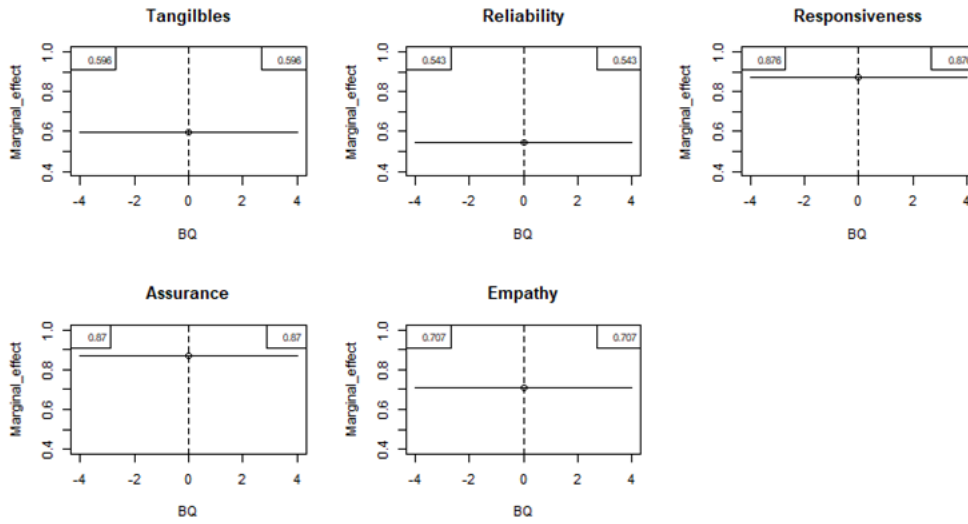 Tangilbles
Marginal_effect
0.4 0.6 0.8 1.0
0.596 0.596
-4 -2 0 2 4
BQ
Reliability
Marginal_effect
0.4 0.6 0.8 1.0
0.543 0.543
-4 -2 0 2 4
BQ
Responsiveness
Marginal_effect
0.4 0.6 0.8 1.0
0.876
-4 -2 0 2 4
BQ
Assurance
Marginal_effect
0.4 0.6 0.8 1.0
0.87 0.87
-4 -2 0 2 4
BQ
Empathy
Marginal_effect
0.4 0.6 0.8 1.0
0.707 0.707
-4 -2 0 2 4
BQ